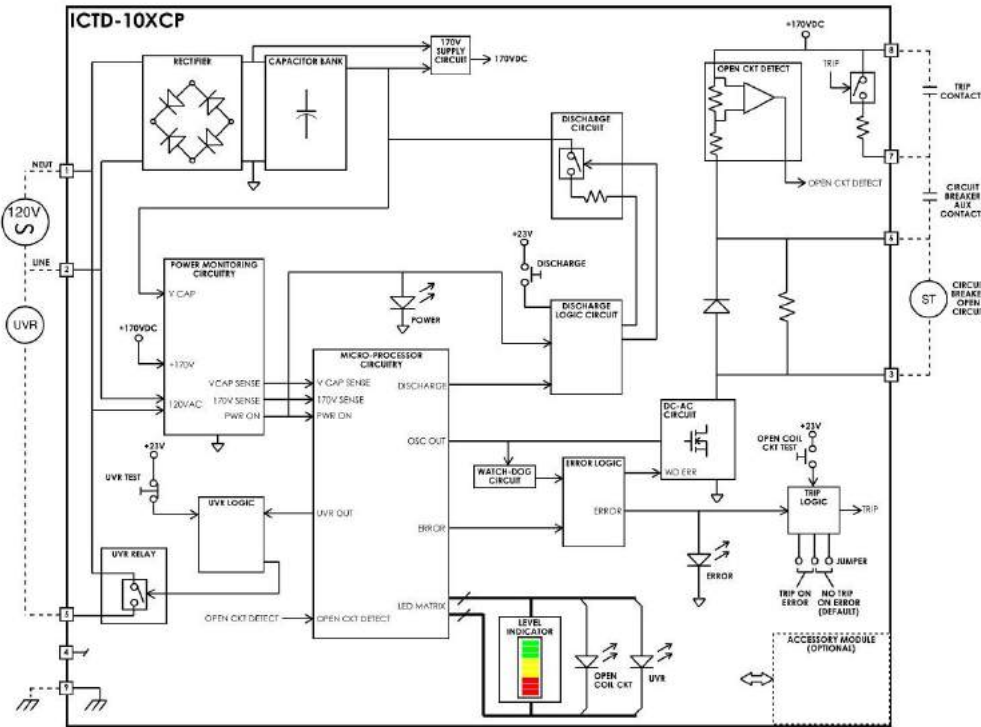 ICTD-10XCP
+170VDC
RECTIFIER
CAPACITOR BANK
170V
SUPPLY
CIRCUIT
170VDC
OPEN CKT DETECT
TRIP
8
TRIP
CONTACT
DISCHARGE
CIRCUIT
7
OPEN CKT DETECT
NEUT
1
120V
LINE
2
CIRCUIT
BREAKER
AUX
CONTACT
6
+23V
DISCHARGE
POWER MONITORING
CIRCUITRY
V CAP
POWER
DISCHARGE
LOGIC CIRCUIT
ST
CIRCUI
BREAKE
OPEN
CIRCUI
UVR
+170VDC
+170V
MICRO-PROCESSOR
CIRCUITRY
V CAP SENSE
V CAP SENSE
DISCHARGE
3
120VAC
170V SENSE
170V SENSE
PWR ON
PWR ON
DC-AC
CIRCUIT
+23V
OSC OUT
OPEN COIL
CKT TEST
+23V
UVR TEST
WATCH-DOG
CIRCUIT
ERROR LOGIC
WD ERR
UVR LOGIC
UVR OUT
ERROR
ERROR
TRIP
LOGIC
TRIP
UVR RELAY
ERROR
JUMPER
TRIP ON
ERROR
NO TRIP
ON ERROR
(DEFAULT)
5
LED MATRIX
OPEN CKT DETECT
OPEN CKT DETECT
LEVEL
INDICATOR
ACCESSORY MODULE
(OPTIONAL)
4
OPEN
COIL CKT
UVR
9